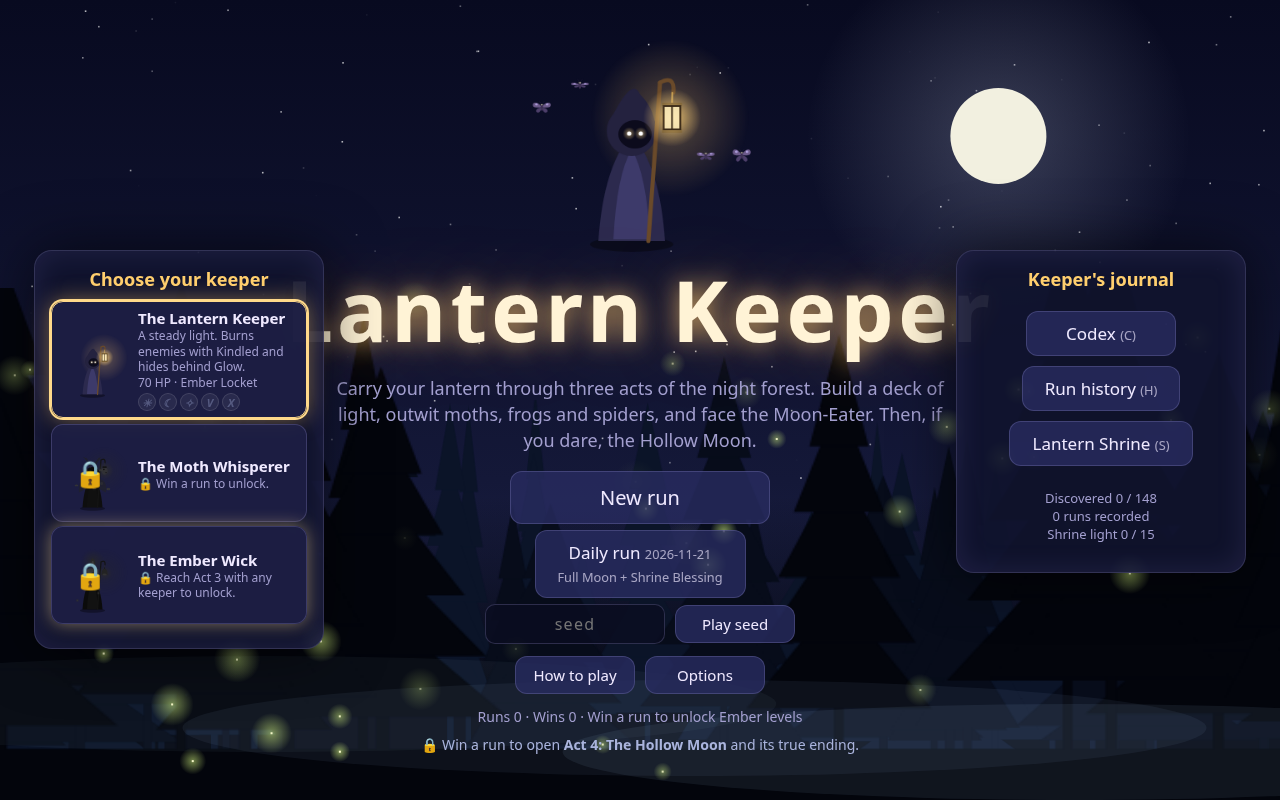 Lantern Keeper
Carry your lantern through three acts of the night forest. Build a deck of
light, outwit moths, frogs and spiders, and face the Moon-Eater. Then, if
you dare, the Hollow Moon.
Choose your keeper
The Lantern Keeper
A steady light. Burns
enemies with Kindled and
hides behind Glow.
70 HP · Ember Locket
☀ ☾ ✧ V X
The Moth Whisperer
🔒 Win a run to unlock.
The Ember Wick
🔒 Reach Act 3 with any
keeper to unlock.
New run
Daily run 2026-11-21
Full Moon + Shrine Blessing
seed
Play seed
How to play
Options
Runs 0 · Wins 0 · Win a run to unlock Ember levels
🔒 Win a run to open Act 4: The Hollow Moon and its true ending.
Keeper's journal
Codex (C)
Run history (H)
Lantern Shrine (S)
Discovered 0 / 148
0 runs recorded
Shrine light 0 / 15